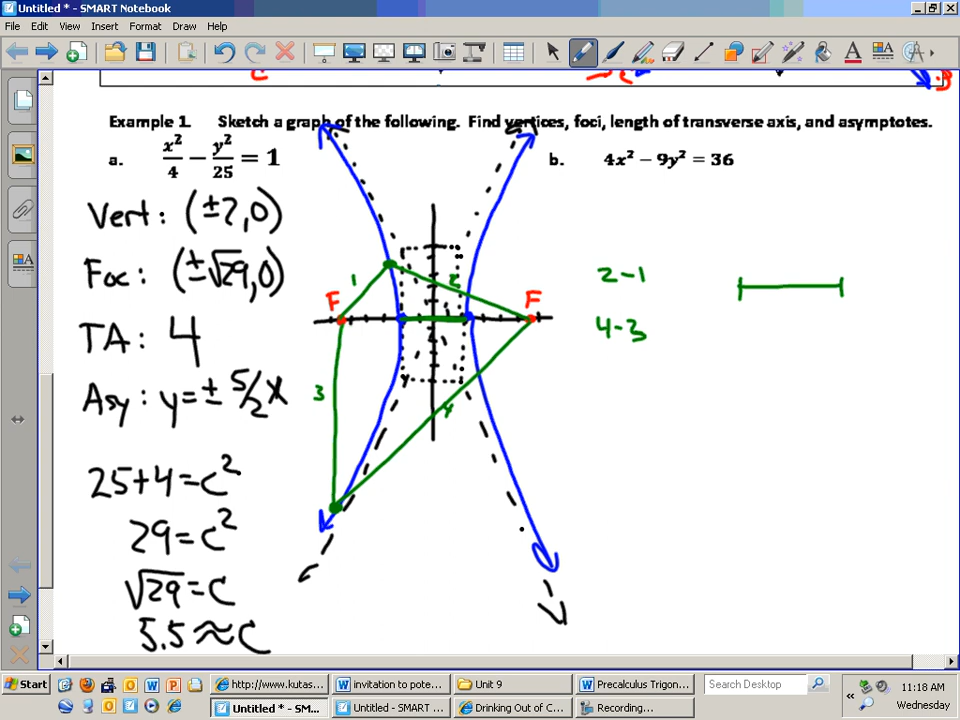 Untitled * - SMART Notebook
File Edit View Insert Format Draw Help
Example 1. Sketch a graph of the following. Find vertices, foci, length of transverse axis, and asymptotes.
a. x²/4 − y²/25 = 1
b. 4x² − 9y² = 36
Vert: (±2,0)
Foc: (±√29,0)
TA: 4
Asy: y=± 5/2 x
25+4=c²
29=c²
√29=c
5.5≈c
F
F
1
2
3
4
2-1
4-3
Start
http://www.kutas...
invitation to pote...
Unit 9
Precalculus Trigon...
Search Desktop
11:18 AM
Untitled * - SM...
Untitled - SMART ...
Drinking Out of C...
Recording...
Wednesday